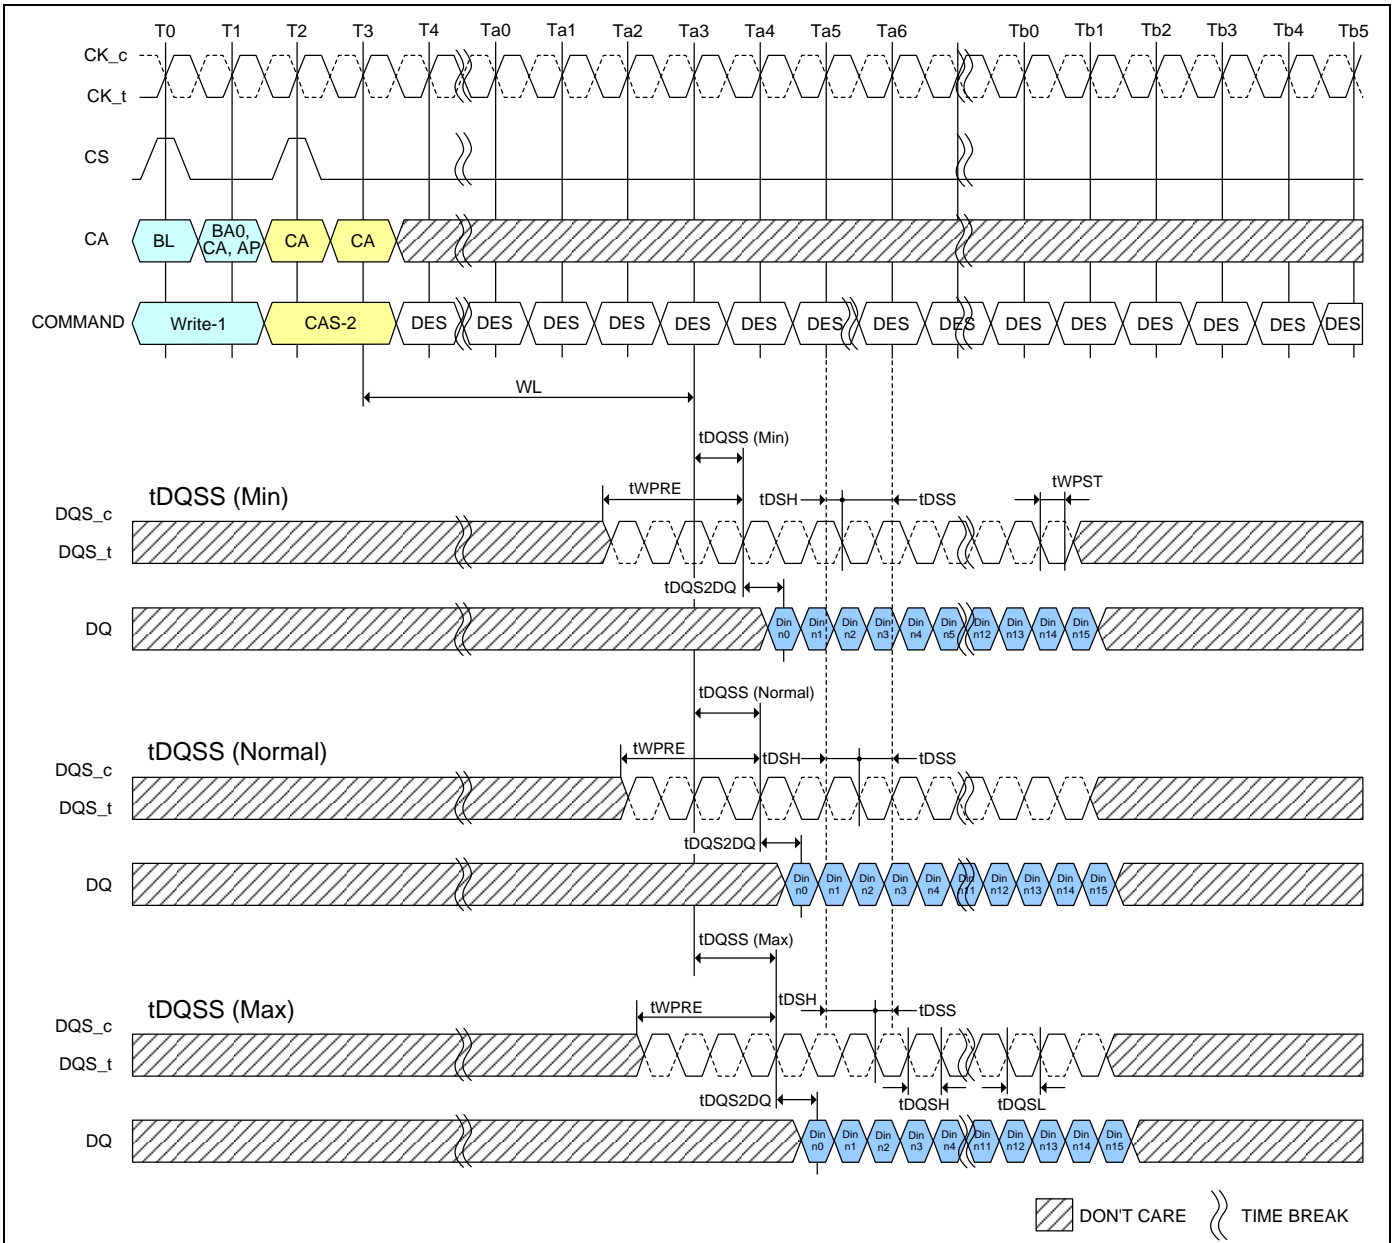 T0 T1 T2 T3 T4 Ta0 Ta1 Ta2 Ta3 Ta4 Ta5 Ta6 Tb0 Tb1 Tb2 Tb3 Tb4 Tb5
CK_c
CK_t
CS
CA BL BA0, CA, AP CA CA
COMMAND Write-1 CAS-2 DES DES DES DES DES DES DES DES DES DES DES DES DES DES DES
WL
tDQSS (Min)
tDQSS (Min) tWPRE tDSH tDSS tWPST
DQS_c
DQS_t
tDQS2DQ
DQ Din n0 Din n1 Din n2 Din n3 Din n4 Din n5 Din n12 Din n13 Din n14 Din n15
tDQSS (Normal)
tDQSS (Normal) tWPRE tDSH tDSS
DQS_c
DQS_t
tDQS2DQ
DQ Din n0 Din n1 Din n2 Din n3 Din n4 Din n11 Din n12 Din n13 Din n14 Din n15
tDQSS (Max)
tDQSS (Max) tWPRE tDSH tDSS
DQS_c
DQS_t
tDQS2DQ tDQSH tDQSL
DQ Din n0 Din n1 Din n2 Din n3 Din n4 Din n11 Din n12 Din n13 Din n14 Din n15
DON'T CARE TIME BREAK